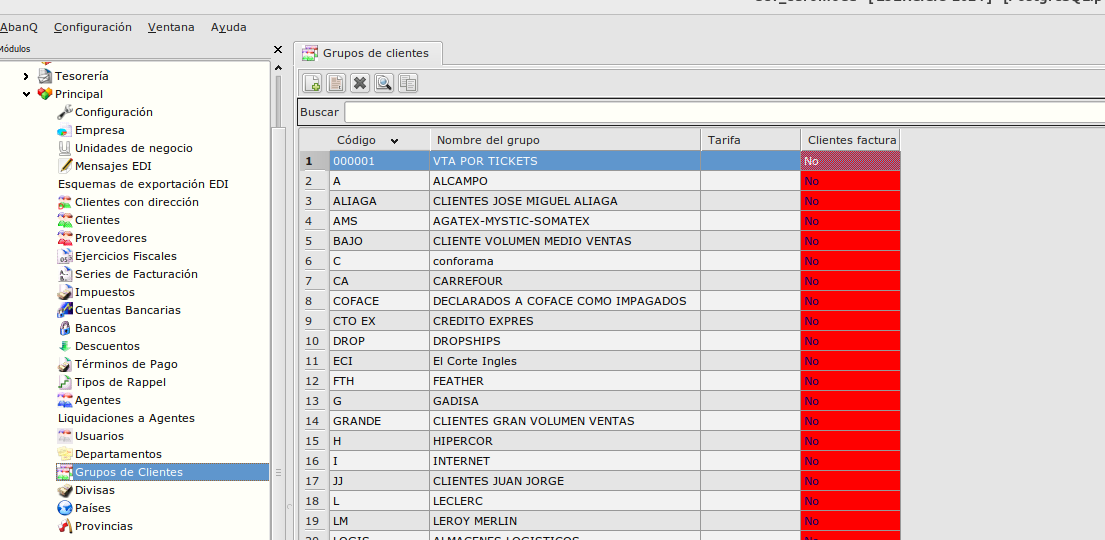 AbanQ Configuración Ventana Ayuda
Módulos
Tesorería
Principal
Configuración
Empresa
Unidades de negocio
Mensajes EDI
Esquemas de exportación EDI
Clientes con dirección
Clientes
Proveedores
Ejercicios Fiscales
Series de Facturación
Impuestos
Cuentas Bancarias
Bancos
Descuentos
Términos de Pago
Tipos de Rappel
Agentes
Liquidaciones a Agentes
Usuarios
Departamentos
Grupos de Clientes
Divisas
Países
Provincias
Grupos de clientes
Buscar
Código Nombre del grupo Tarifa Clientes factura
1 000001 VTA POR TICKETS No
2 A ALCAMPO No
3 ALIAGA CLIENTES JOSE MIGUEL ALIAGA No
4 AMS AGATEX-MYSTIC-SOMATEX No
5 BAJO CLIENTE VOLUMEN MEDIO VENTAS No
6 C conforama No
7 CA CARREFOUR No
8 COFACE DECLARADOS A COFACE COMO IMPAGADOS No
9 CTO EX CREDITO EXPRES No
10 DROP DROPSHIPS No
11 ECI El Corte Ingles No
12 FTH FEATHER No
13 G GADISA No
14 GRANDE CLIENTES GRAN VOLUMEN VENTAS No
15 H HIPERCOR No
16 I INTERNET No
17 JJ CLIENTES JUAN JORGE No
18 L LECLERC No
19 LM LEROY MERLIN No
20 LOGIS ALMACENES LOGISTICOS No